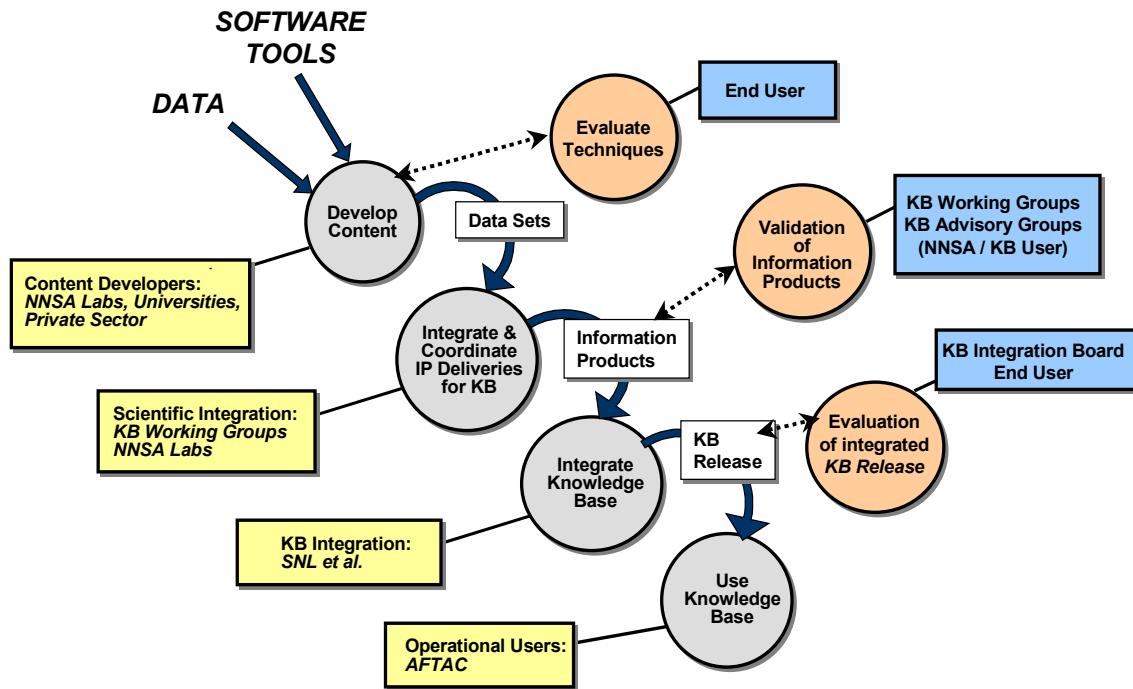 SOFTWARE
TOOLS
DATA
End User
Evaluate
Techniques
Develop
Content
Data Sets
KB Working Groups
KB Advisory Groups
(NNSA / KB User)
Validation
of
Information
Products
Content Developers:
NNSA Labs, Universities,
Private Sector
Integrate &
Coordinate
IP Deliveries
for KB
Information
Products
KB Integration Board
End User
Scientific Integration:
KB Working Groups
NNSA Labs
KB
Release
Evaluation
of integrated
KB Release
Integrate
Knowledge
Base
KB Integration:
SNL et al.
Use
Knowledge
Base
Operational Users:
AFTAC